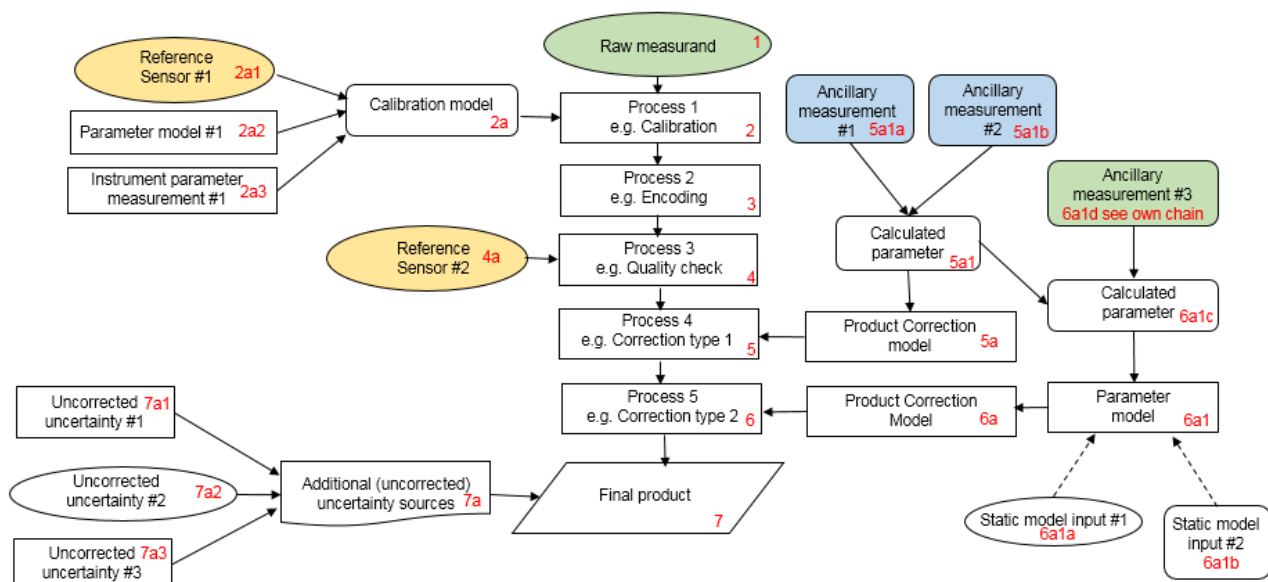 Raw measurand 1
Reference
Sensor #1 2a1
Parameter model #1 2a2
Instrument parameter
measurement #1 2a3
Calibration model
2a
Process 1
e.g. Calibration 2
Process 2
e.g. Encoding 3
Reference
Sensor #2 4a
Process 3
e.g. Quality check 4
Process 4
e.g. Correction type 1 5
Process 5
e.g. Correction type 2 6
Ancillary
measurement
#1 5a1a
Ancillary
measurement
#2 5a1b
Ancillary
measurement #3
6a1d see own chain
Calculated
parameter
5a1
Calculated
parameter 6a1c
Product Correction
model 5a
Product Correction
Model 6a
Parameter
model 6a1
Static model input #1
6a1a
Static model
input #2
6a1b
Uncorrected 7a1
uncertainty #1
Uncorrected
uncertainty #2 7a2
Uncorrected 7a3
uncertainty #3
Additional (uncorrected)
uncertainty sources 7a
Final product
7